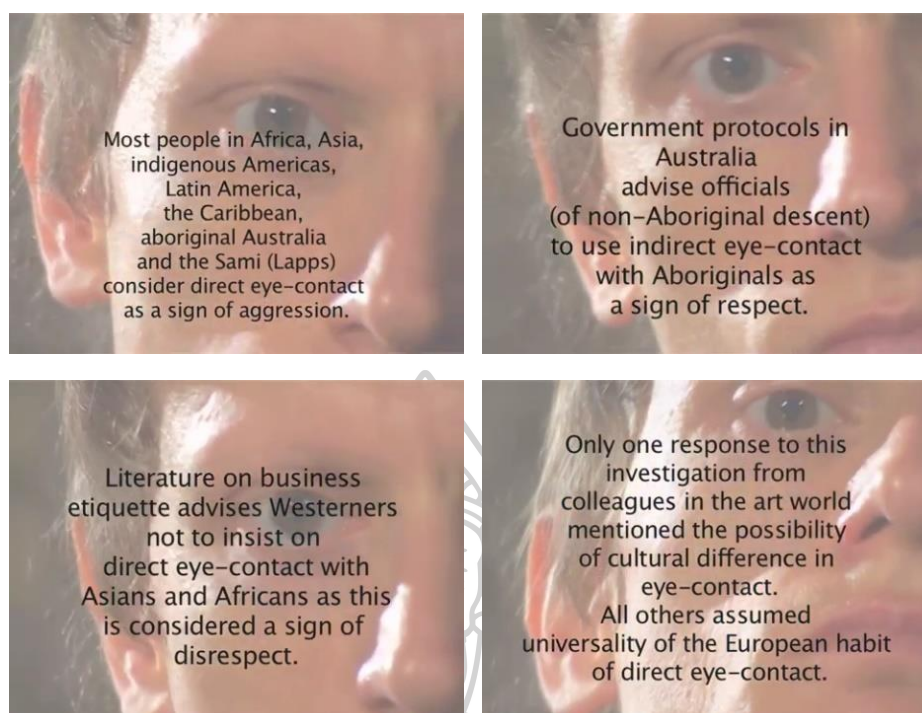 Most people in Africa, Asia,
indigenous Americas,
Latin America,
the Caribbean,
aboriginal Australia
and the Sami (Lapps)
consider direct eye-contact
as a sign of aggression.
Government protocols in
Australia
advise officials
(of non-Aboriginal descent)
to use indirect eye-contact
with Aboriginals as
a sign of respect.
Literature on business
etiquette advises Westerners
not to insist on
direct eye-contact with
Asians and Africans as this
is considered a sign of
disrespect.
Only one response to this
investigation from
colleagues in the art world
mentioned the possibility
of cultural difference in
eye-contact.
All others assumed
universality of the European habit
of direct eye-contact.